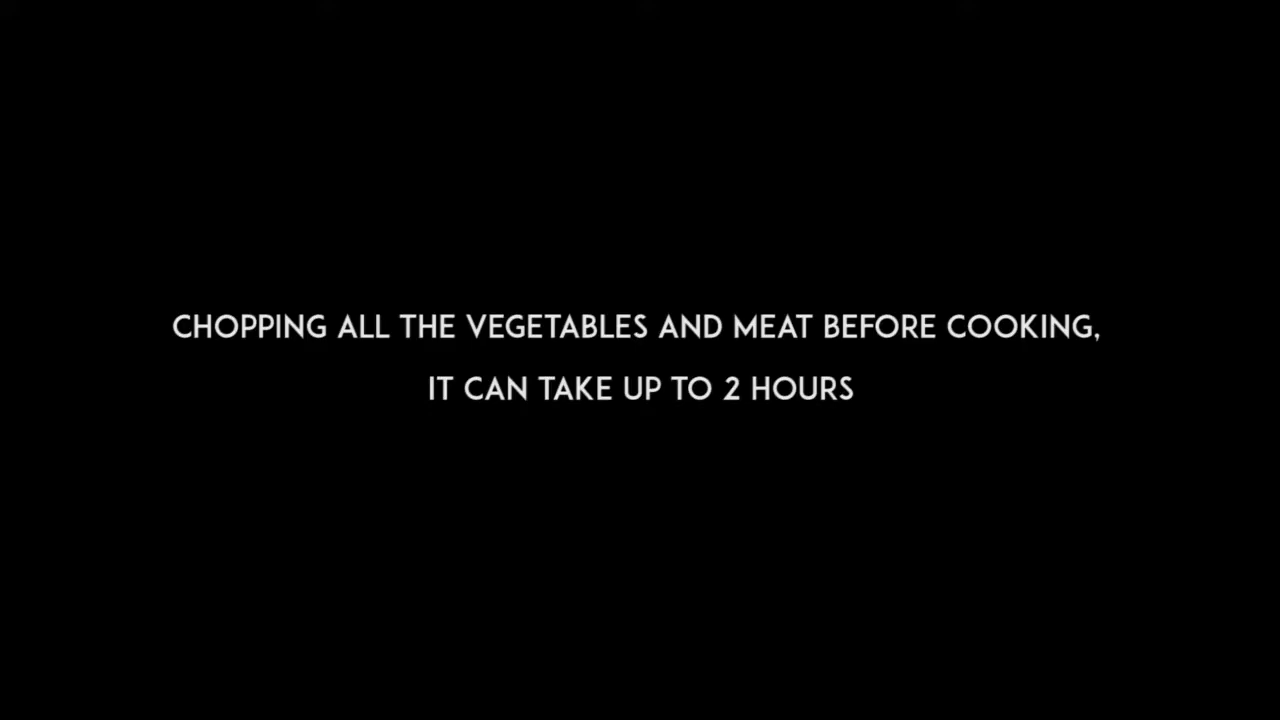 CHOPPING ALL THE VEGETABLES AND MEAT BEFORE COOKING,
IT CAN TAKE UP TO 2 HOURS